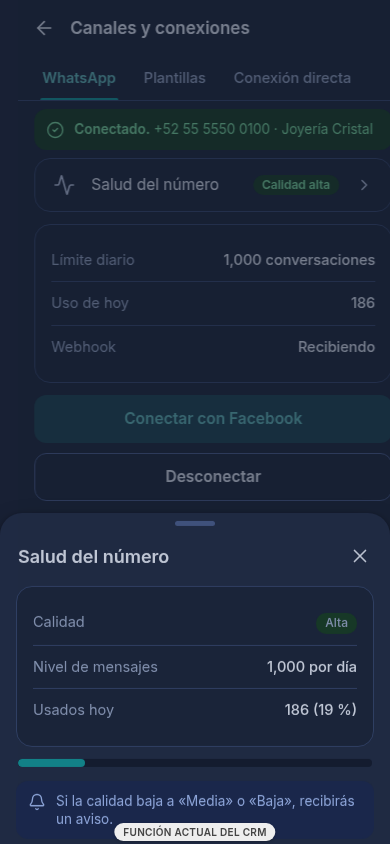 Canales y conexiones
WhatsApp Plantillas Conexión directa
Conectado. +52 55 5550 0100 · Joyería Cristal
Salud del número Calidad alta
Límite diario 1,000 conversaciones
Uso de hoy 186
Webhook Recibiendo
Conectar con Facebook
Desconectar
Salud del número
Calidad Alta
Nivel de mensajes 1,000 por día
Usados hoy 186 (19 %)
Si la calidad baja a «Media» o «Baja», recibirás
un aviso.
FUNCIÓN ACTUAL DEL CRM